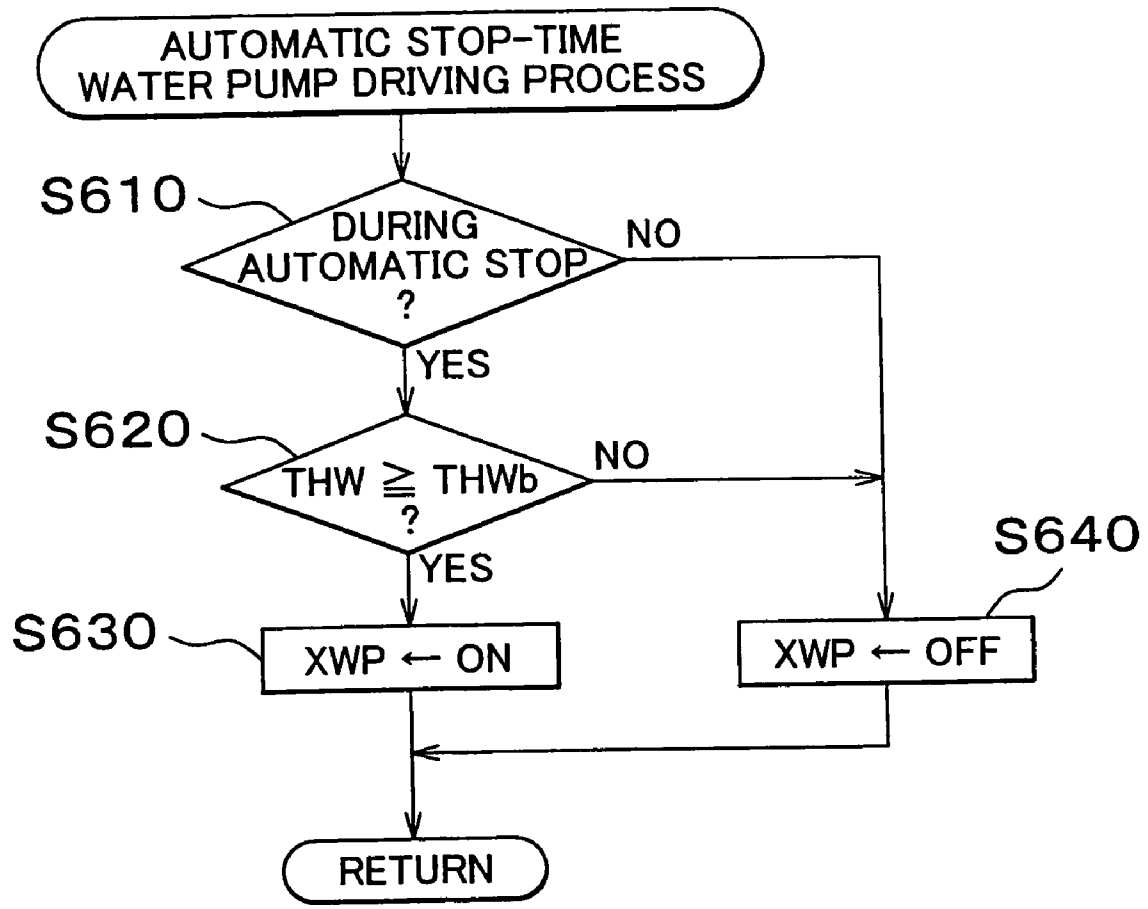 AUTOMATIC STOP-TIME
WATER PUMP DRIVING PROCESS
S610
DURING
AUTOMATIC STOP
?
NO
YES
S620
THW ≧ THWb
?
NO
YES
S630
XWP ← ON
S640
XWP ← OFF
RETURN